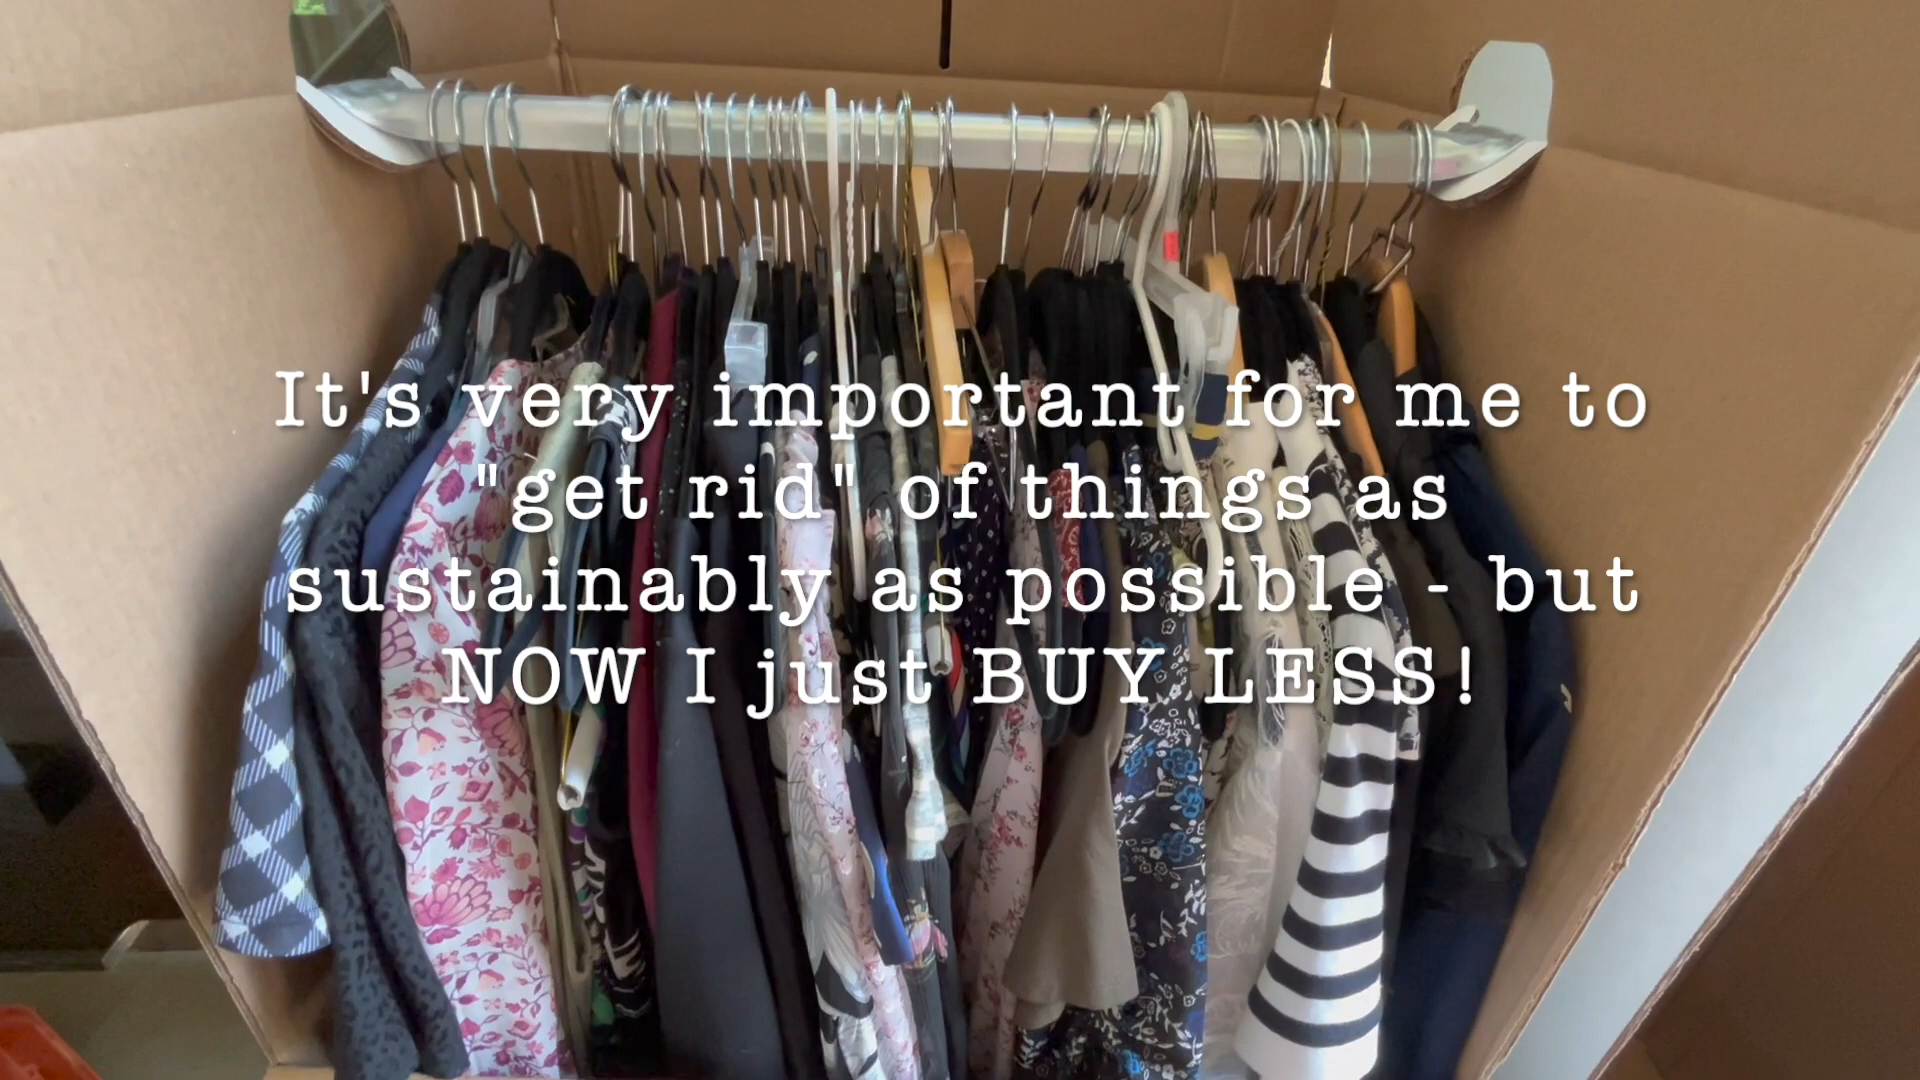 It's very important for me to
"get rid" of things as
sustainably as possible - but
NOW I just BUY LESS!